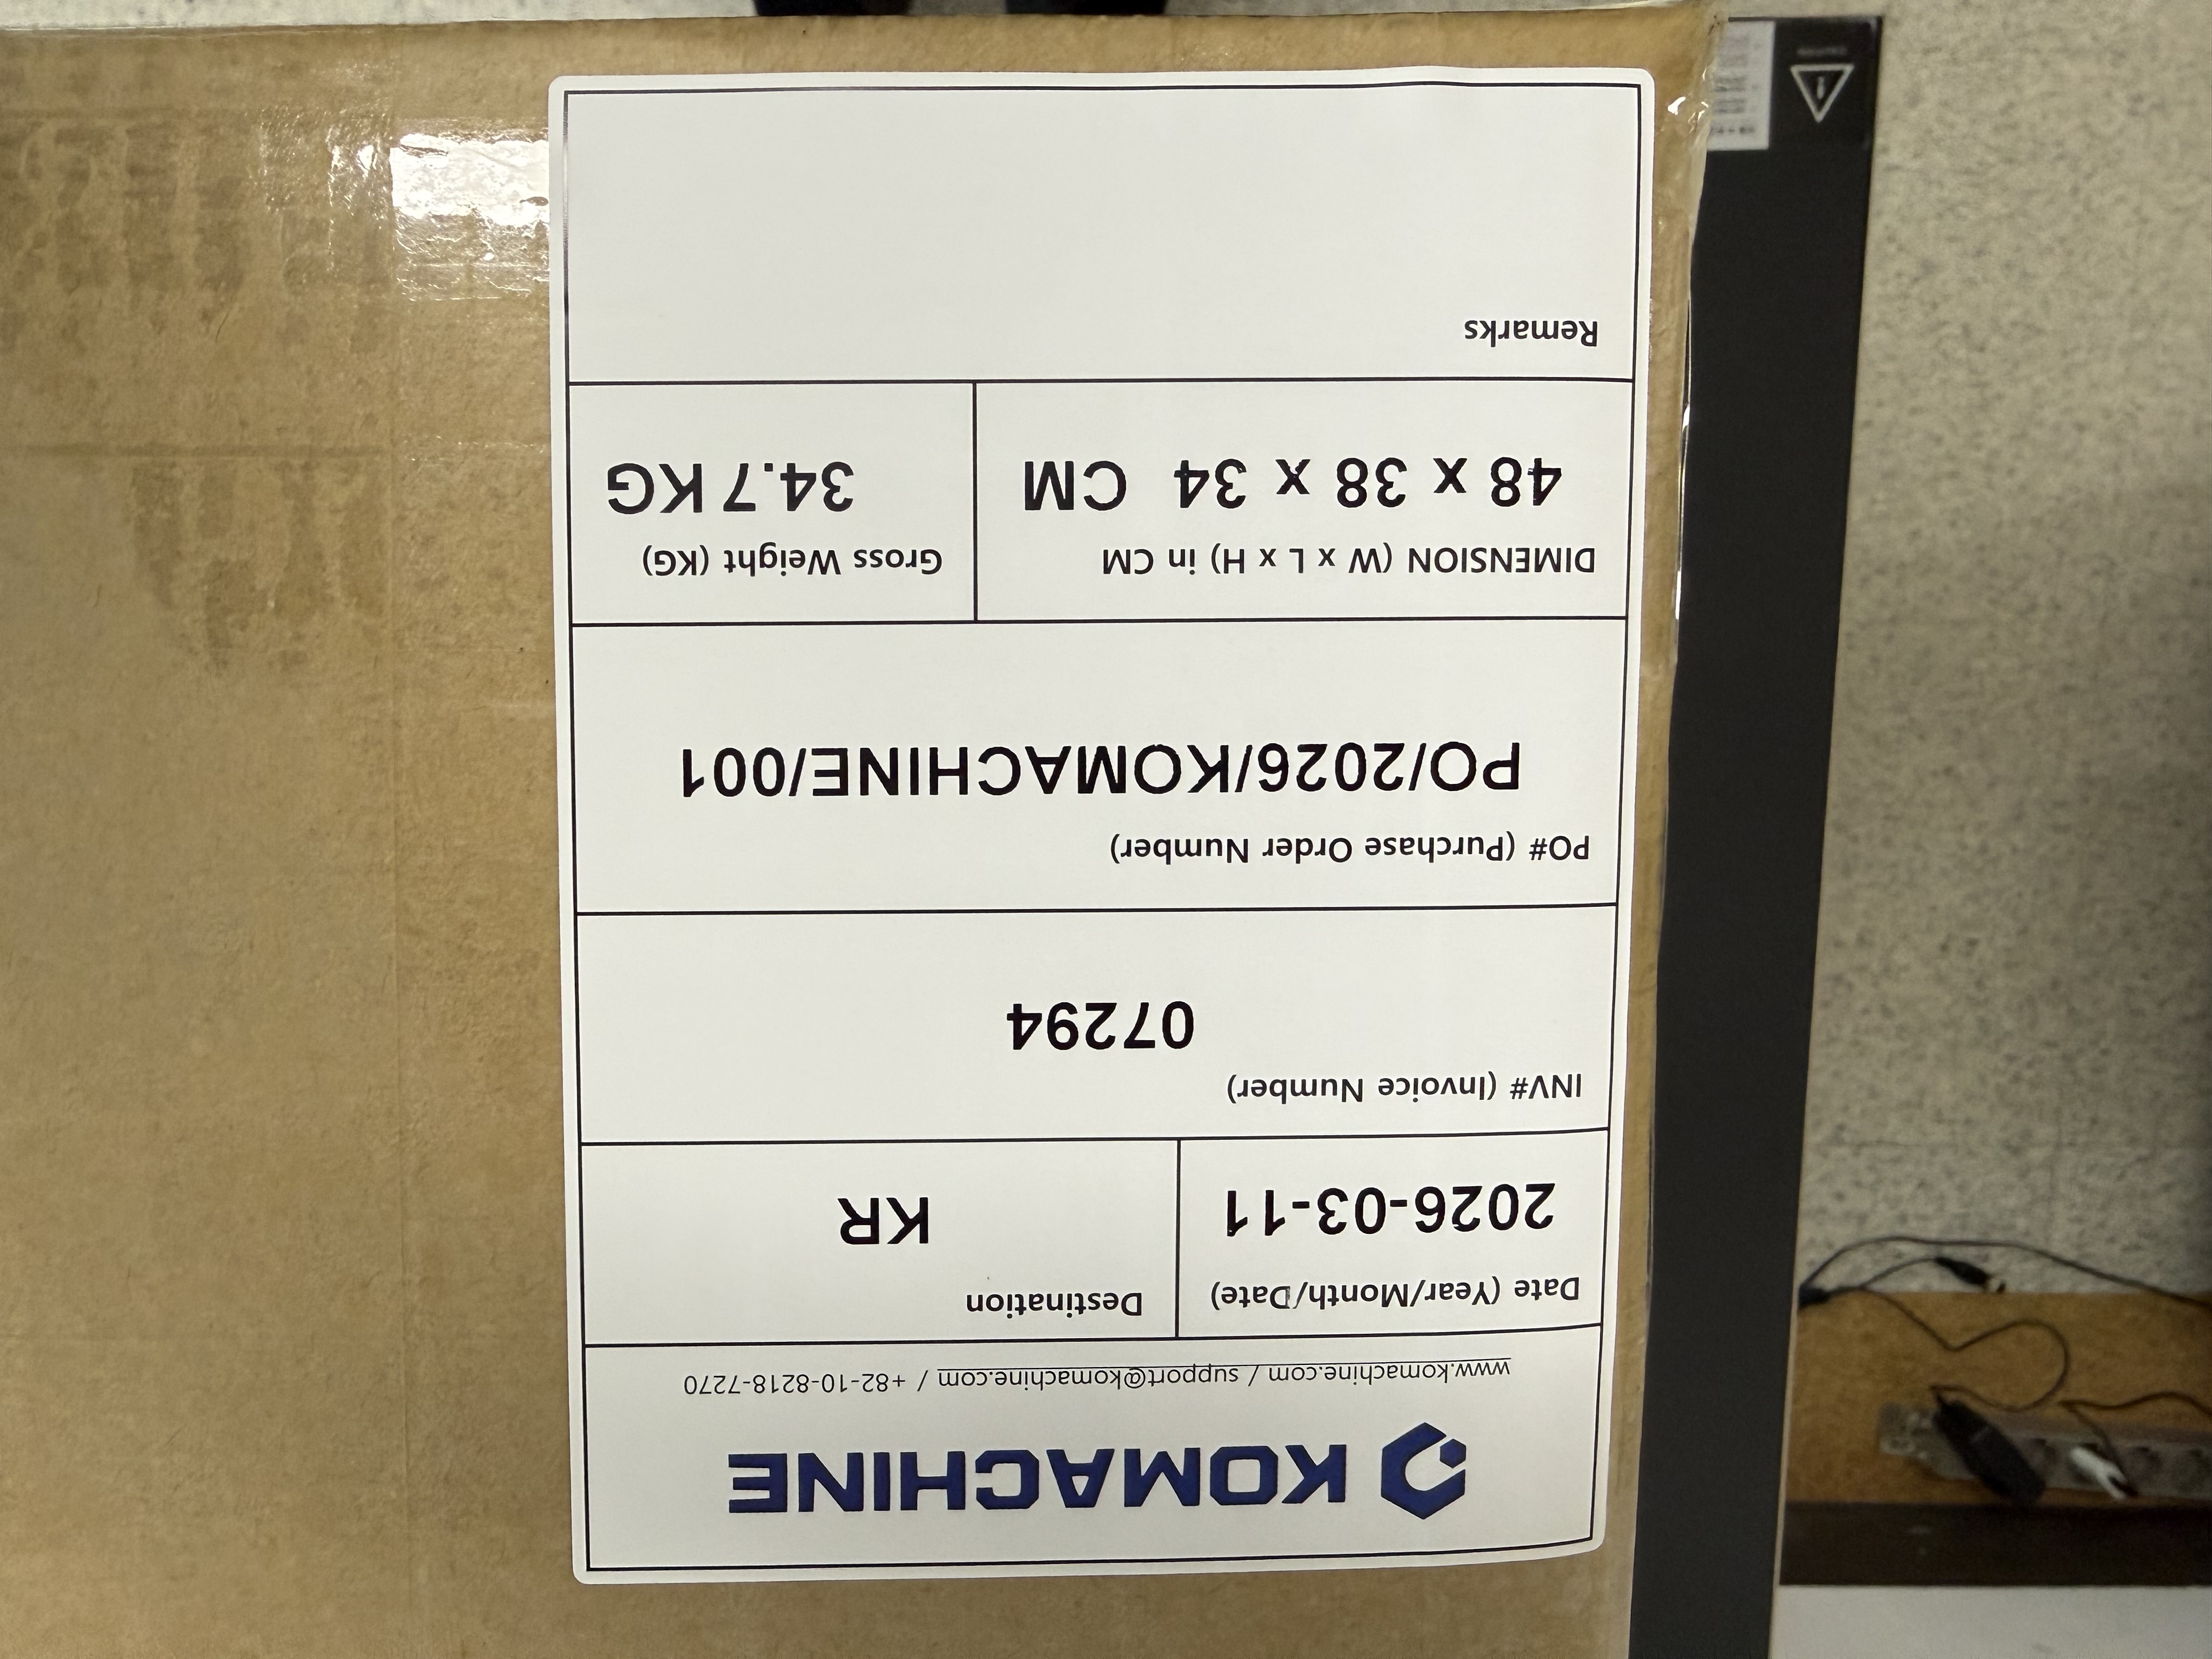 KOMACHINE
www.komachine.com / support@komachine.com / +82-10-8218-7270
Date (Year/Month/Date)
2026-03-11
Destination
KR
INV# (Invoice Number)
07294
PO# (Purchase Order Number)
PO/2026/KOMACHINE/001
DIMENSION (W x L x H) in CM
48 x 38 x 34 CM
Gross Weight (KG)
34.7 KG
Remarks